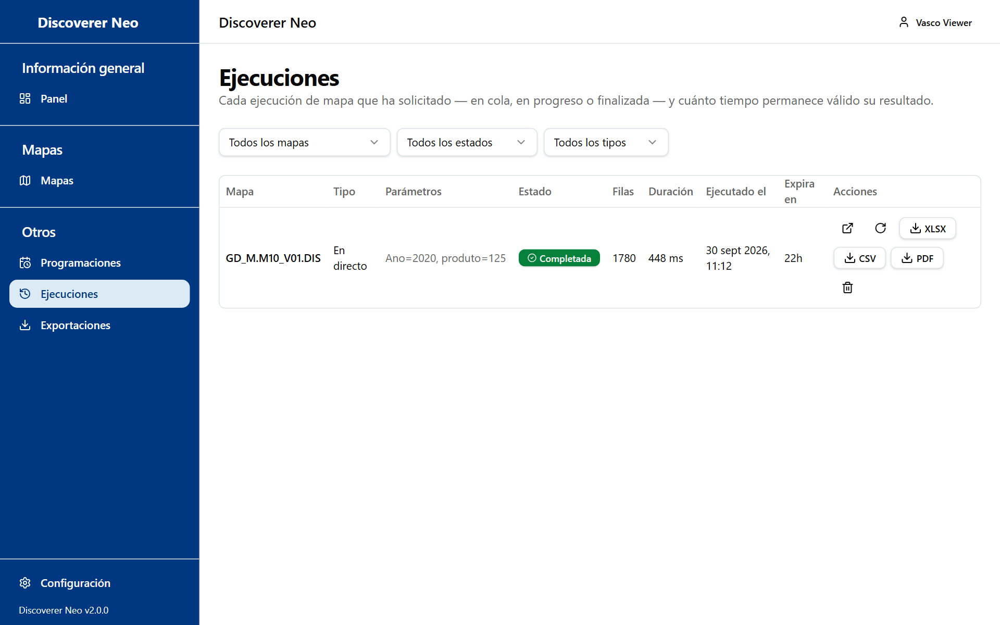 Discoverer Neo
Información general
Panel
Mapas
Mapas
Otros
Programaciones
Ejecuciones
Exportaciones
Configuración
Discoverer Neo v2.0.0
Discoverer Neo
Vasco Viewer
Ejecuciones
Cada ejecución de mapa que ha solicitado — en cola, en progreso o finalizada — y cuánto tiempo permanece válido su resultado.
Todos los mapas
Todos los estados
Todos los tipos
Mapa Tipo Parámetros Estado Filas Duración Ejecutado el Expira en Acciones
GD_M.M10_V01.DIS En directo Ano=2020, produto=125 Completada 1780 448 ms 30 sept 2026, 11:12 22h
XLSX
CSV PDF